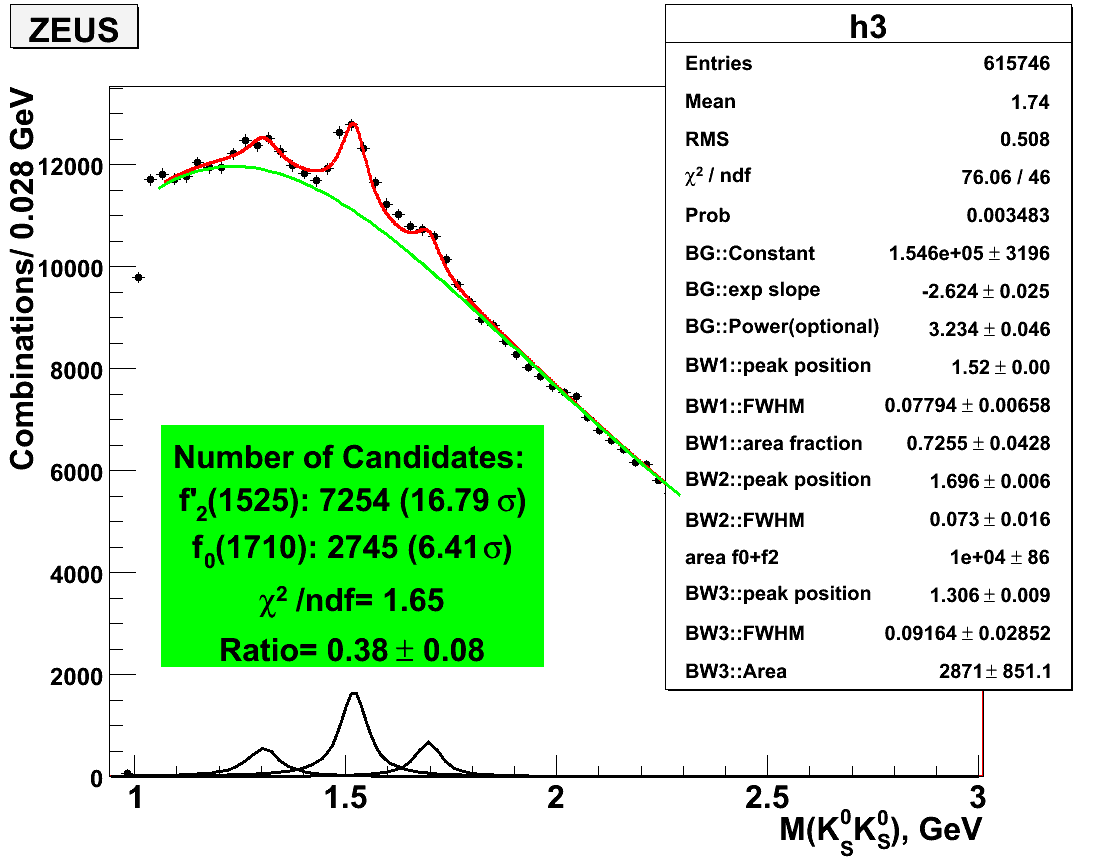 ZEUS
h3
Entries 615746
Mean 1.74
RMS 0.508
χ² / ndf 76.06 / 46
Prob 0.003483
BG::Constant 1.546e+05 ± 3196
BG::exp slope -2.624 ± 0.025
BG::Power(optional) 3.234 ± 0.046
BW1::peak position 1.52 ± 0.00
BW1::FWHM 0.07794 ± 0.00658
BW1::area fraction 0.7255 ± 0.0428
BW2::peak position 1.696 ± 0.006
BW2::FWHM 0.073 ± 0.016
area f0+f2 1e+04 ± 86
BW3::peak position 1.306 ± 0.009
BW3::FWHM 0.09164 ± 0.02852
BW3::Area 2871 ± 851.1
Combinations/ 0.028 GeV
12000
10000
8000
6000
4000
2000
0
Number of Candidates:
f'₂(1525): 7254 (16.79 σ)
f₀(1710): 2745 (6.41 σ)
χ² /ndf= 1.65
Ratio= 0.38 ± 0.08
1 1.5 2 2.5 3
M(K⁰_S K⁰_S), GeV